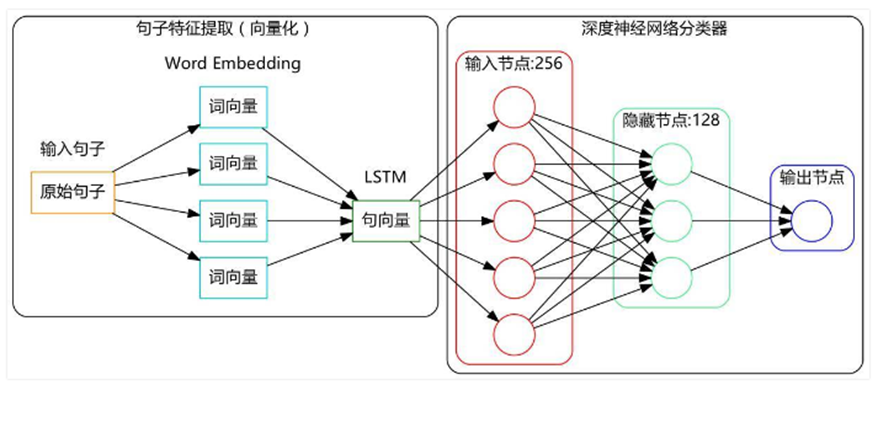 句子特征提取（向量化）
Word Embedding
输入句子
原始句子
词向量
词向量
词向量
词向量
LSTM
句向量
深度神经网络分类器
输入节点:256
隐藏节点:128
输出节点